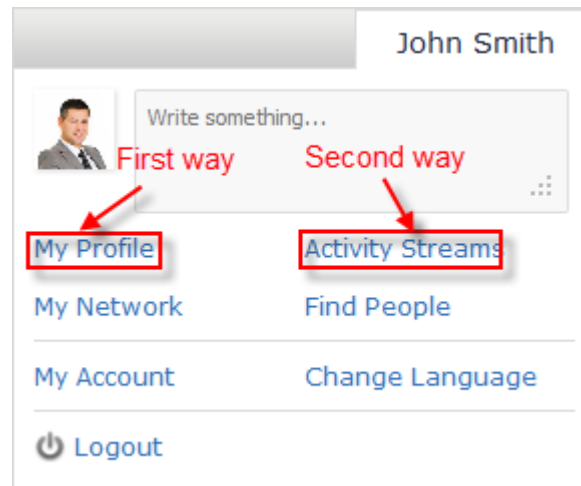 John Smith
Write something...
First way
Second way
My Profile
Activity Streams
My Network
Find People
My Account
Change Language
Logout